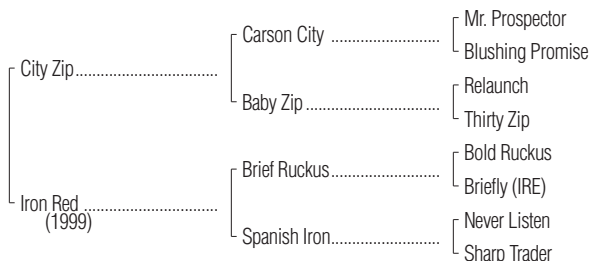 Mr. Prospector
Carson City ........................
Blushing Promise
City Zip...............................
Relaunch
Baby Zip .............................
Thirty Zip
Bold Ruckus
Brief Ruckus........................
Briefly (IRE)
Iron Red .............................
(1999)
Never Listen
Spanish Iron........................
Sharp Trader